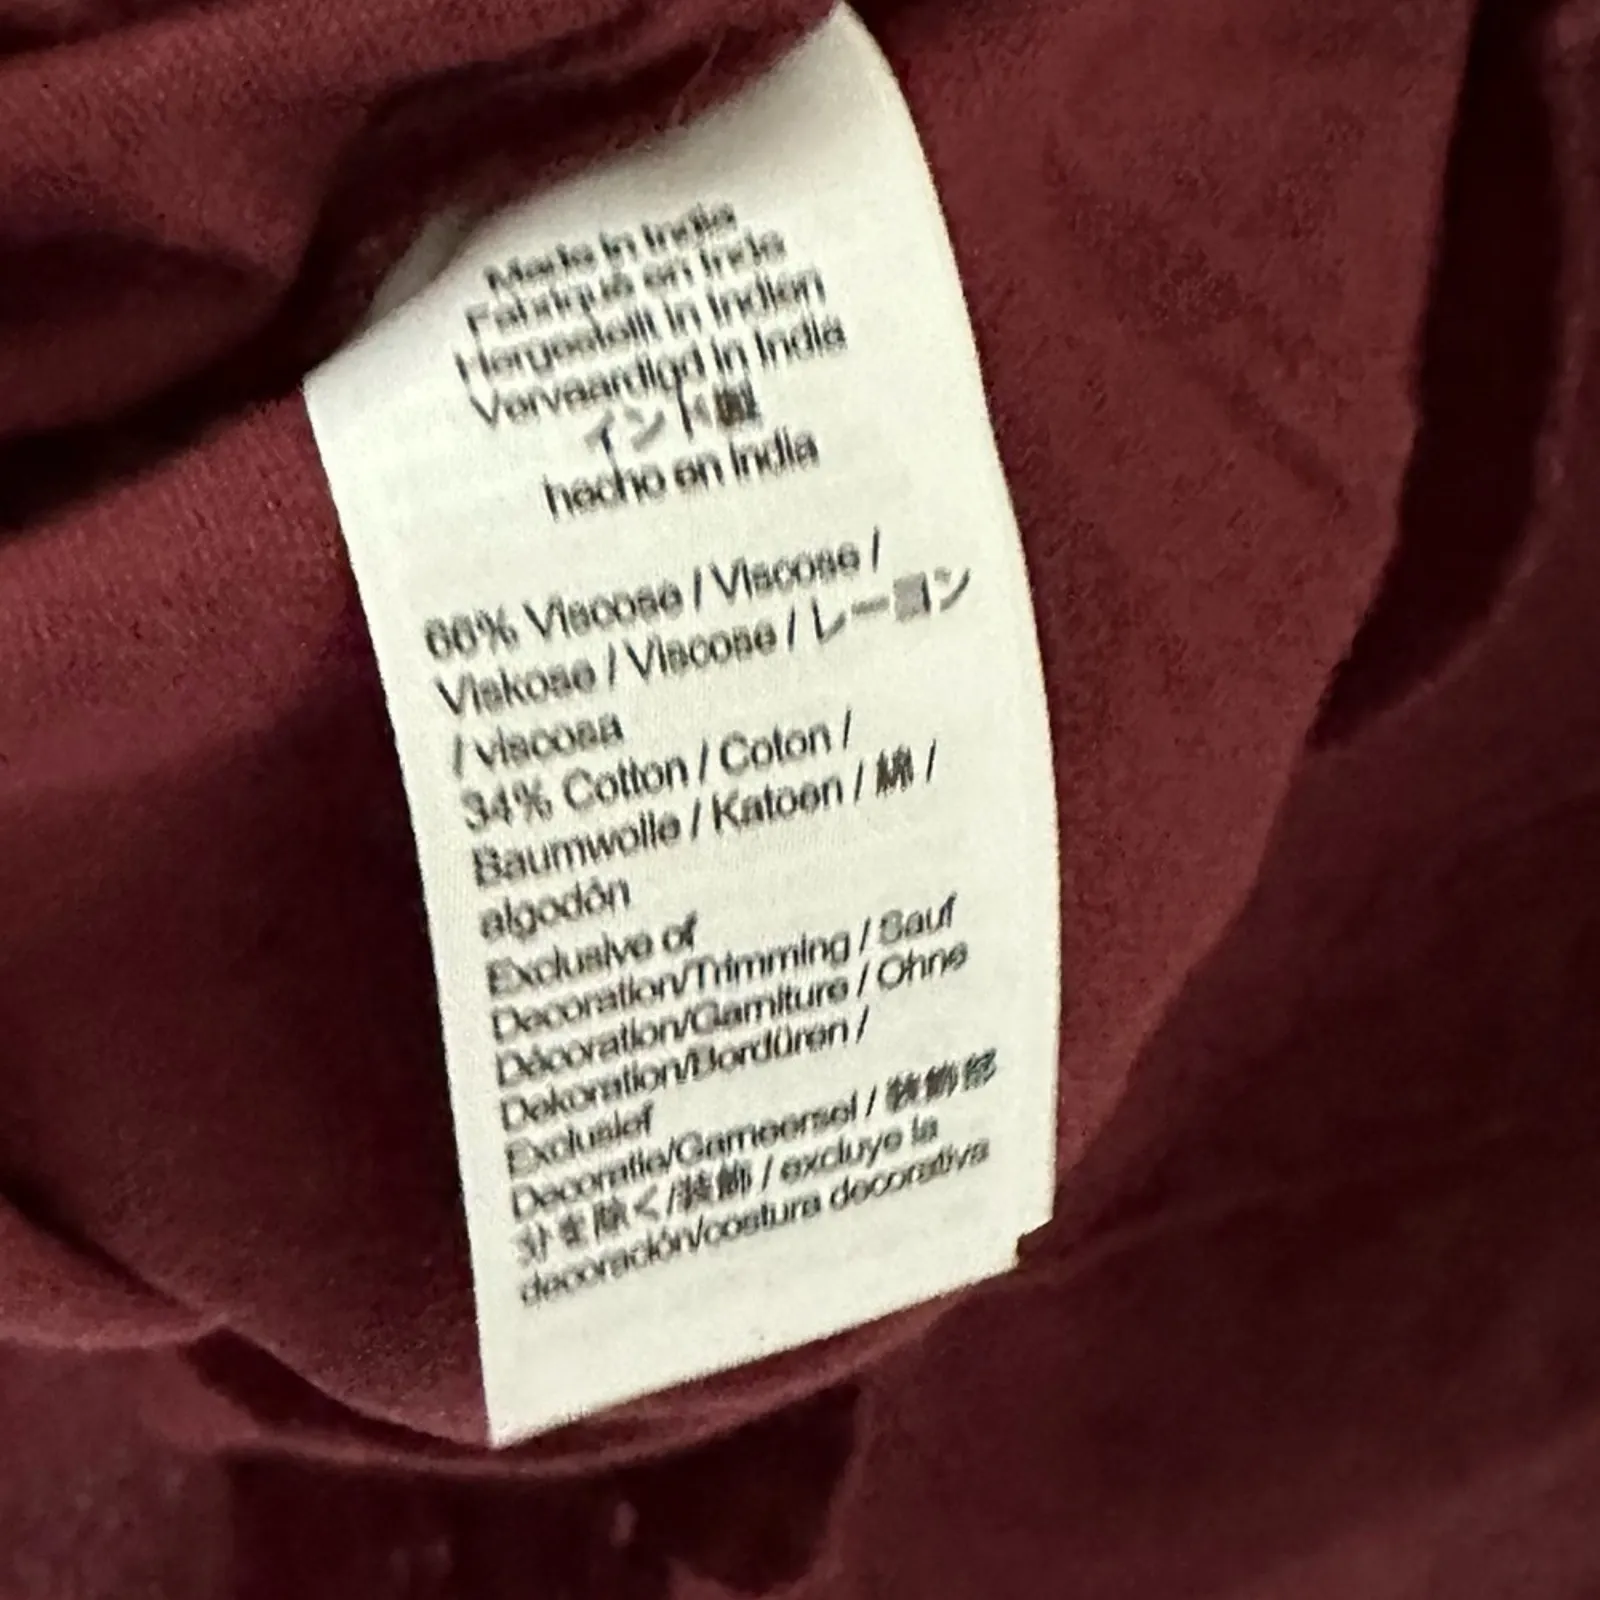 Made in India
Fabriqué en Inde
Hergestellt in Indien
Vervaardigd in India
インド製
hecho en India
66% Viscose / Viscose /
Viskose / Viscose / レーヨン
/ viscosa
34% Cotton / Coton /
Baumwolle / Katoen / 綿 /
algodón
Exclusive of
Decoration/Trimming / Sauf
Décoration/Garniture / Ohne
Dekoration/Bordüren /
Exclusief
Decoratie/Garneersel / 装飾部
分を除く/装飾 / excluye la
decoración/costura decorativa